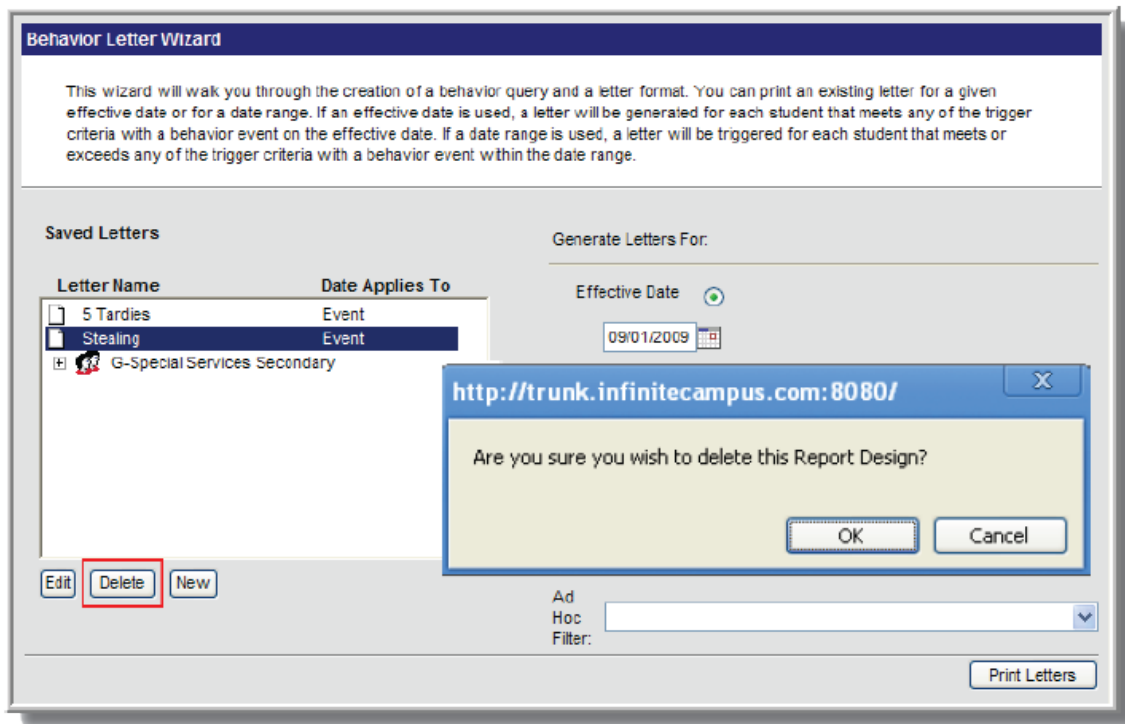 Behavior Letter Wizard
This wizard will walk you through the creation of a behavior query and a letter format. You can print an existing letter for a given
effective date or for a date range. If an effective date is used, a letter will be generated for each student that meets any of the trigger
criteria with a behavior event on the effective date. If a date range is used, a letter will be triggered for each student that meets or
exceeds any of the trigger criteria with a behavior event within the date range.
Saved Letters
Generate Letters For:
Letter Name Date Applies To
Effective Date
5 Tardies Event
09/01/2009
Stealing Event
G-Special Services Secondary
http://trunk.infinitecampus.com:8080/
Are you sure you wish to delete this Report Design?
OK Cancel
Edit Delete New
Ad
Hoc
Filter:
Print Letters